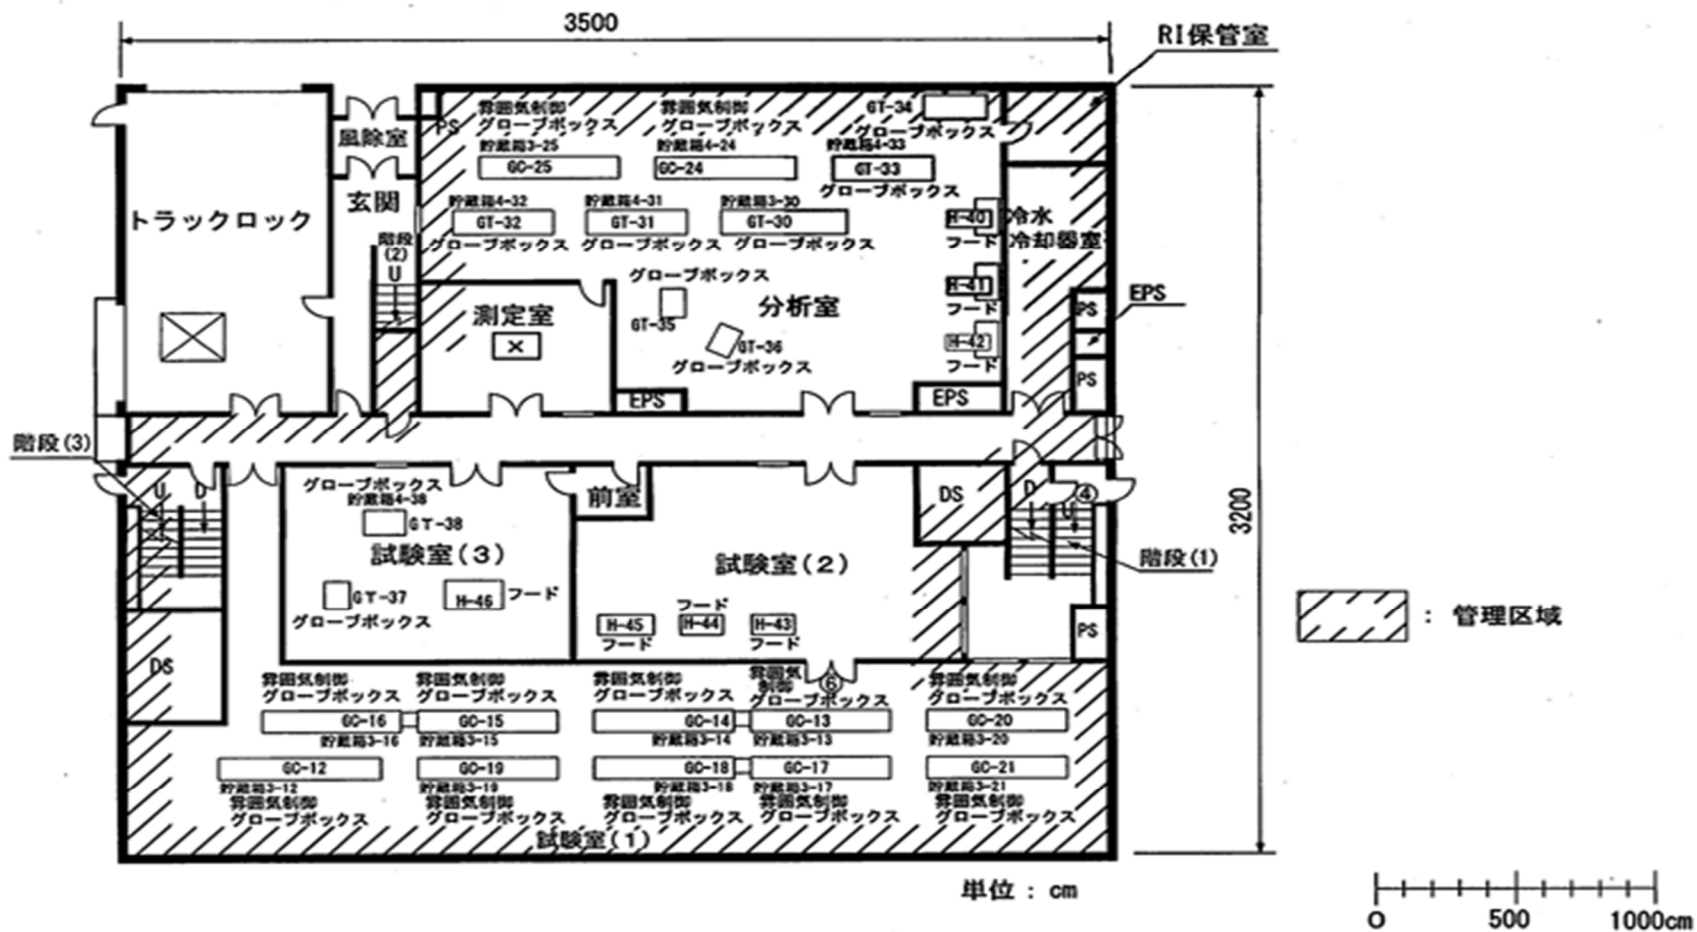 3500
RI保管室
雰囲気制御
グローブボックス
雰囲気制御
グローブボックス
GT-34
グローブボックス
PS
風除室
貯蔵箱3-25
GC-25
貯蔵箱4-24
GC-24
貯蔵箱4-33
GT-33
グローブボックス
トラックロック
玄関
貯蔵箱4-32
GT-32
グローブボックス
貯蔵箱4-31
GT-31
グローブボックス
貯蔵箱3-30
GT-30
グローブボックス
H-40
フード
冷水
冷却器室
階段
(2)
U
グローブボックス
GT-35
GT-36
グローブボックス
分析室
H-41
フード
H-42
フード
測定室
PS
EPS
PS
EPS
EPS
階段(3)
U
D
グローブボックス
貯蔵箱4-38
GT-38
試験室(3)
GT-37
グローブボックス
H-46
フード
前室
試験室(2)
H-45
フード
フード
H-44
H-43
フード
DS
D
④
U
階段(1)
PS
3200
DS
：管理区域
雰囲気制御
グローブボックス
GC-16
貯蔵箱3-16
雰囲気制御
グローブボックス
GC-15
貯蔵箱3-15
雰囲気制御
グローブボックス
GC-14
貯蔵箱3-14
⑥
雰囲気
制御
グローブボックス
GC-13
貯蔵箱3-13
雰囲気制御
グローブボックス
GC-20
貯蔵箱3-20
GC-12
貯蔵箱3-12
雰囲気制御
グローブボックス
GC-19
貯蔵箱3-19
雰囲気制御
グローブボックス
GC-18
貯蔵箱3-18
雰囲気制御
グローブボックス
GC-17
貯蔵箱3-17
雰囲気制御
グローブボックス
GC-21
貯蔵箱3-21
雰囲気制御
グローブボックス
試験室(1)
単位：cm
0
500
1000cm